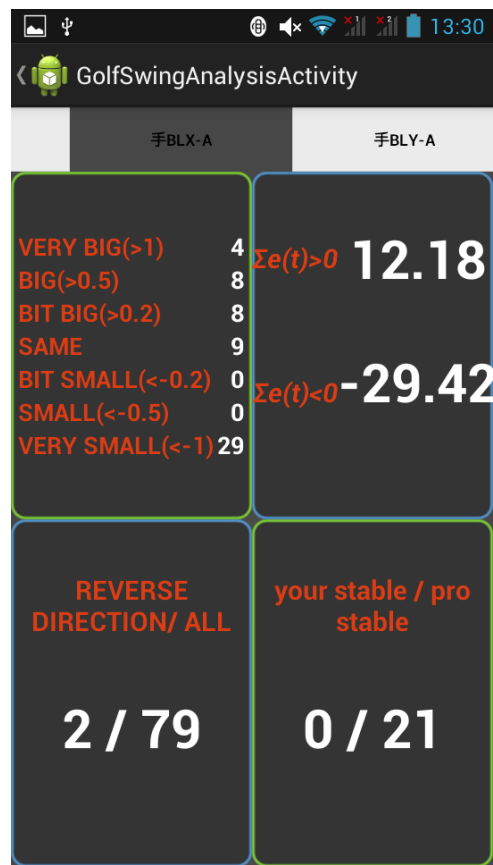 13:30
GolfSwingAnalysisActivity
手BLX-A
手BLY-A
VERY BIG(>1) 4
BIG(>0.5) 8
BIT BIG(>0.2) 8
SAME 9
BIT SMALL(<-0.2) 0
SMALL(<-0.5) 0
VERY SMALL(<-1) 29
Σe(t)>0 12.18
Σe(t)<0 -29.42
REVERSE
DIRECTION/ ALL
2 / 79
your stable / pro
stable
0 / 21